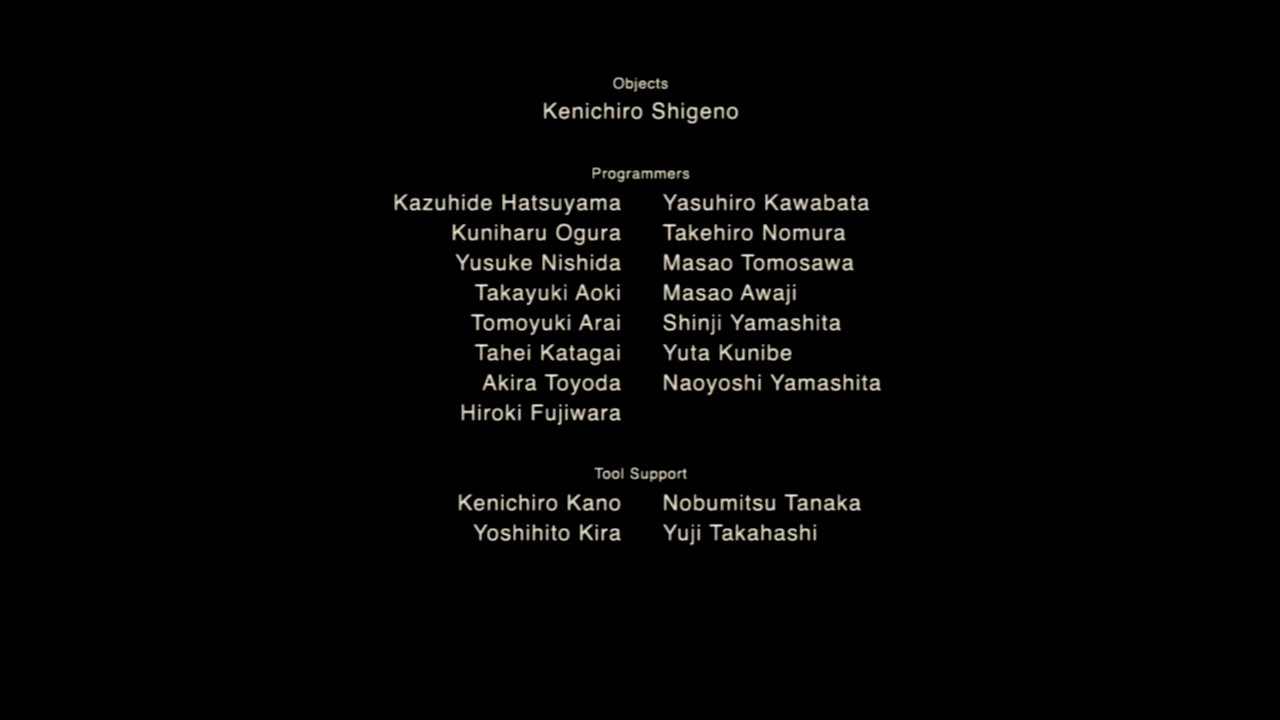 Objects
Kenichiro Shigeno
Programmers
Kazuhide Hatsuyama Yasuhiro Kawabata
Kuniharu Ogura Takehiro Nomura
Yusuke Nishida Masao Tomosawa
Takayuki Aoki Masao Awaji
Tomoyuki Arai Shinji Yamashita
Tahei Katagai Yuta Kunibe
Akira Toyoda Naoyoshi Yamashita
Hiroki Fujiwara
Tool Support
Kenichiro Kano Nobumitsu Tanaka
Yoshihito Kira Yuji Takahashi